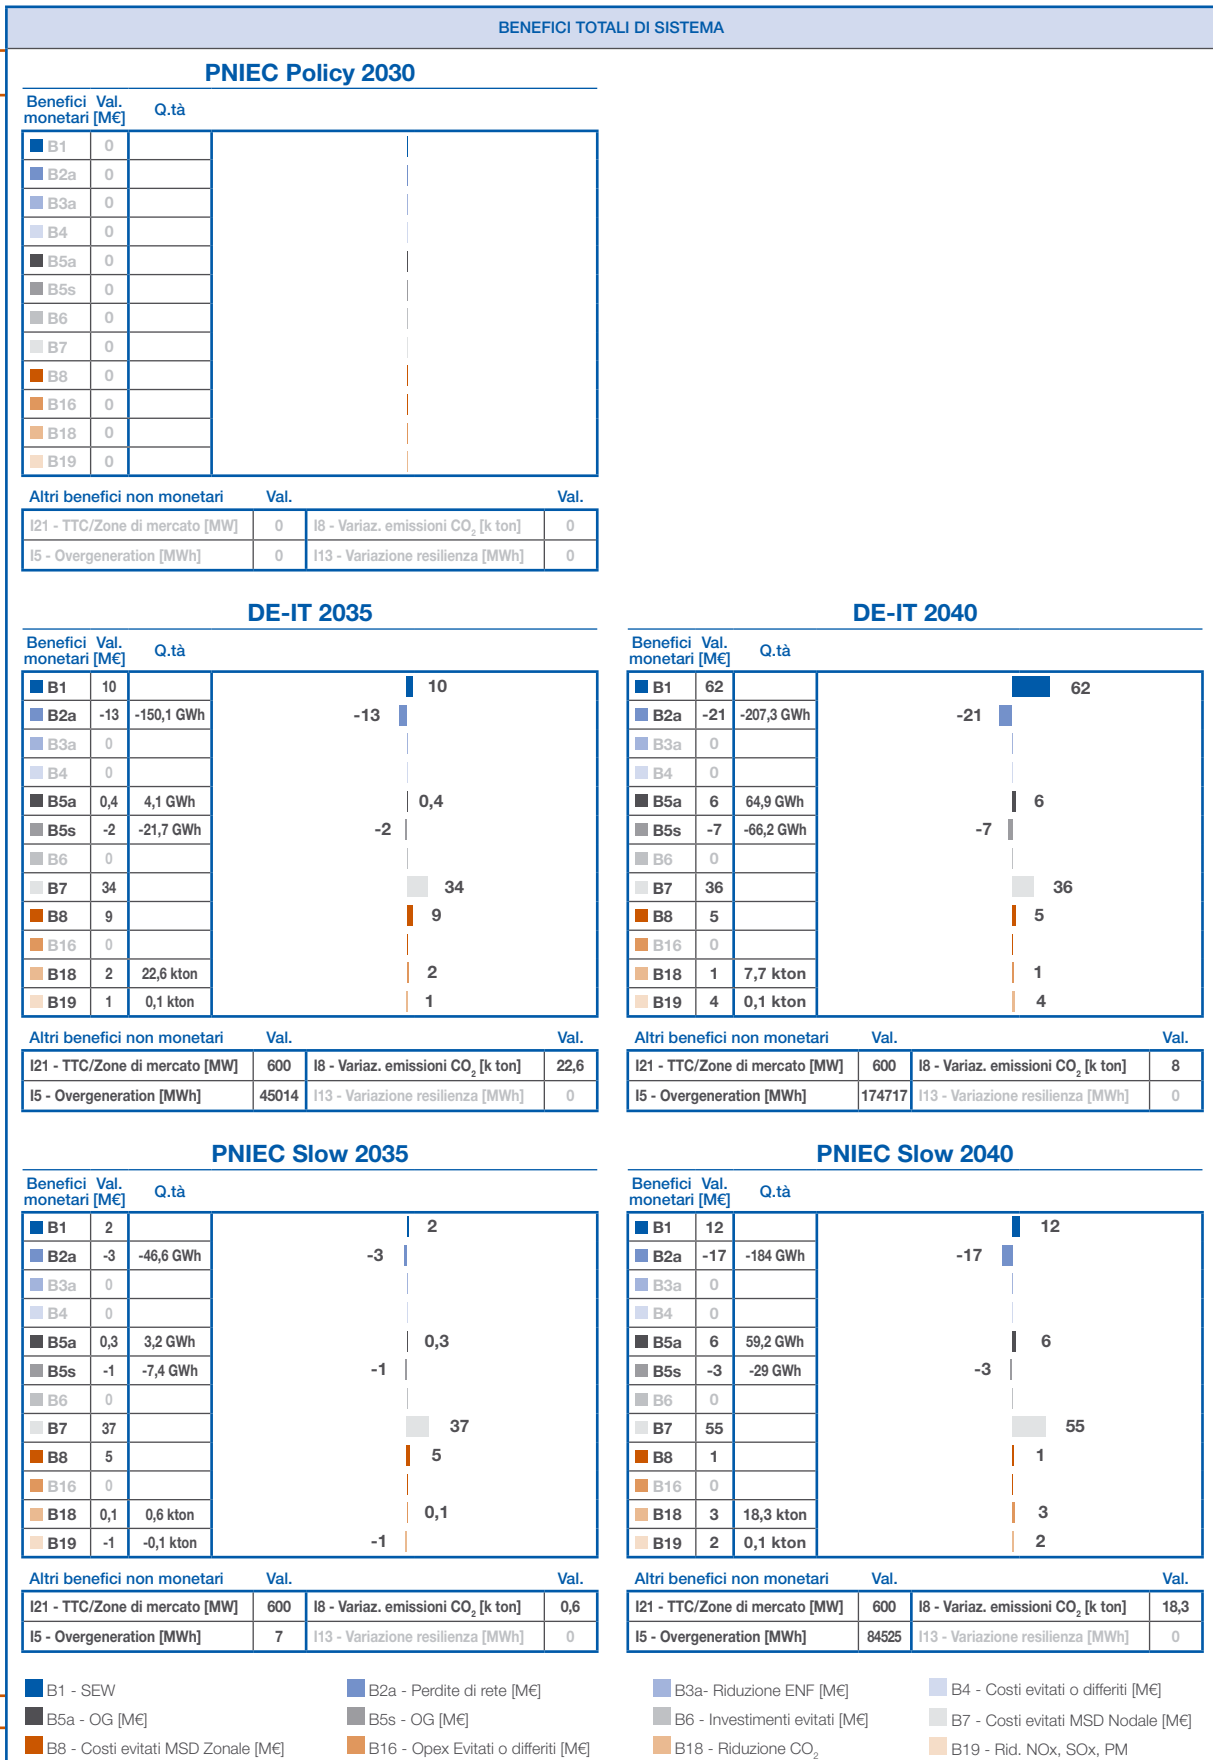 BENEFICI TOTALI DI SISTEMA
PNIEC Policy 2030
Benefici monetari Val. [M€] Q.tà
B1 0
B2a 0
B3a 0
B4 0
B5a 0
B5s 0
B6 0
B7 0
B8 0
B16 0
B18 0
B19 0
Altri benefici non monetari Val. Val.
I21 - TTC/Zone di mercato [MW] 0 I8 - Variaz. emissioni CO₂ [k ton] 0
I5 - Overgeneration [MWh] 0 I13 - Variazione resilienza [MWh] 0
DE-IT 2035
Benefici monetari Val. [M€] Q.tà
B1 10 10
B2a -13 -150,1 GWh -13
B3a 0
B4 0
B5a 0,4 4,1 GWh 0,4
B5s -2 -21,7 GWh -2
B6 0
B7 34 34
B8 9 9
B16 0
B18 2 22,6 kton 2
B19 1 0,1 kton 1
Altri benefici non monetari Val. Val.
I21 - TTC/Zone di mercato [MW] 600 I8 - Variaz. emissioni CO₂ [k ton] 22,6
I5 - Overgeneration [MWh] 45014 I13 - Variazione resilienza [MWh] 0
DE-IT 2040
Benefici monetari Val. [M€] Q.tà
B1 62 62
B2a -21 -207,3 GWh -21
B3a 0
B4 0
B5a 6 64,9 GWh 6
B5s -7 -66,2 GWh -7
B6 0
B7 36 36
B8 5 5
B16 0
B18 1 7,7 kton 1
B19 4 0,1 kton 4
Altri benefici non monetari Val. Val.
I21 - TTC/Zone di mercato [MW] 600 I8 - Variaz. emissioni CO₂ [k ton] 8
I5 - Overgeneration [MWh] 174717 I13 - Variazione resilienza [MWh] 0
PNIEC Slow 2035
Benefici monetari Val. [M€] Q.tà
B1 2 2
B2a -3 -46,6 GWh -3
B3a 0
B4 0
B5a 0,3 3,2 GWh 0,3
B5s -1 -7,4 GWh -1
B6 0
B7 37 37
B8 5 5
B16 0
B18 0,1 0,6 kton 0,1
B19 -1 -0,1 kton -1
Altri benefici non monetari Val. Val.
I21 - TTC/Zone di mercato [MW] 600 I8 - Variaz. emissioni CO₂ [k ton] 0,6
I5 - Overgeneration [MWh] 7 I13 - Variazione resilienza [MWh] 0
PNIEC Slow 2040
Benefici monetari Val. [M€] Q.tà
B1 12 12
B2a -17 -184 GWh -17
B3a 0
B4 0
B5a 6 59,2 GWh 6
B5s -3 -29 GWh -3
B6 0
B7 55 55
B8 1 1
B16 0
B18 3 18,3 kton 3
B19 2 0,1 kton 2
Altri benefici non monetari Val. Val.
I21 - TTC/Zone di mercato [MW] 600 I8 - Variaz. emissioni CO₂ [k ton] 18,3
I5 - Overgeneration [MWh] 84525 I13 - Variazione resilienza [MWh] 0
B1 - SEW B2a - Perdite di rete [M€] B3a- Riduzione ENF [M€] B4 - Costi evitati o differiti [M€]
B5a - OG [M€] B5s - OG [M€] B6 - Investimenti evitati [M€] B7 - Costi evitati MSD Nodale [M€]
B8 - Costi evitati MSD Zonale [M€] B16 - Opex Evitati o differiti [M€] B18 - Riduzione CO₂ B19 - Rid. NOx, SOx, PM